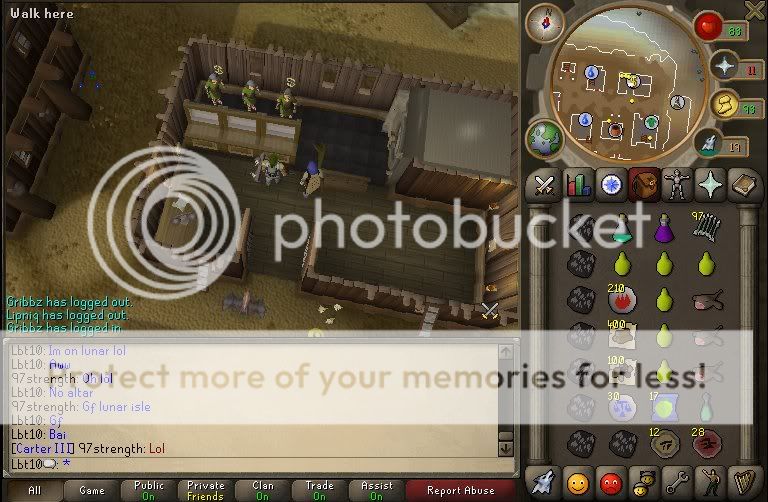 Walk here
N
83
11
93
19
photobucket
97
210
400
100
30
17
12
28
Gribbz has logged out.
Lipniq has logged out.
Gribbz has logged in.
Protect more of your memories for less!
Lbt10: Im on lunar lol
Lbt10: Aww
97strength: Oh lol
Lbt10: No altar
97strength: Gf lunar isle
Lbt10: Gf
Lbt10: Bai
[Carter III] 97strength: Lol
Lbt10: *
All
Game
Public
On
Private
Friends
Clan
On
Trade
On
Assist
On
Report Abuse